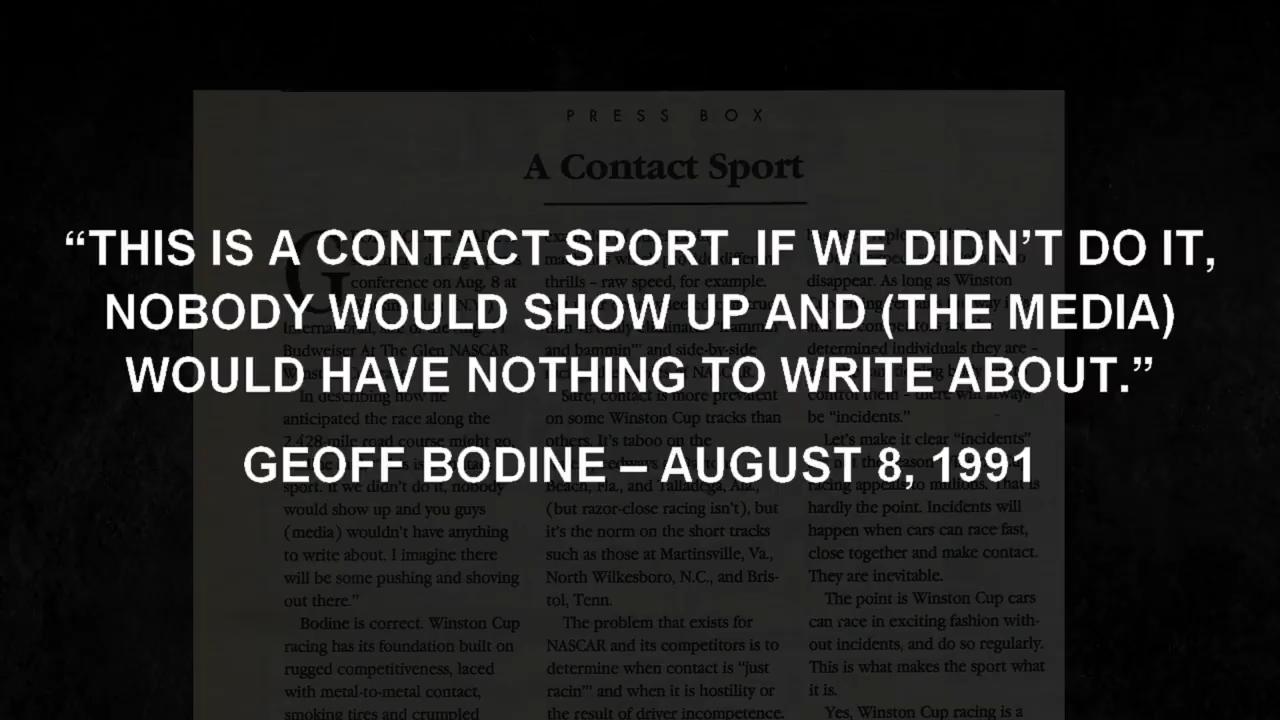 PRESS BOX
A Contact Sport
“THIS IS A CONTACT SPORT. IF WE DIDN’T DO IT,
NOBODY WOULD SHOW UP AND (THE MEDIA)
WOULD HAVE NOTHING TO WRITE ABOUT.”
GEOFF BODINE – AUGUST 8, 1991
conference on Aug. 8 at
Budweiser At The Glen NASCAR
In describing how he
anticipated the race along the
2.428-mile road course might go,
sport. If we didn't do it, nobody
would show up and you guys
(media) wouldn't have anything
to write about. I imagine there
will be some pushing and shoving
out there."
Bodine is correct. Winston Cup
racing has its foundation built on
rugged competitiveness, laced
with metal-to-metal contact,
smoking tires and crumpled
thrills – raw speed, for example.
and bammin'" and side-by-side
Sure, contact is more prevalent
on some Winston Cup tracks than
others. It's taboo on the
Beach, Fla., and Talladega, Ala.,
(but razor-close racing isn't), but
it's the norm on the short tracks
such as those at Martinsville, Va.,
North Wilkesboro, N.C., and Bris-
tol, Tenn.
The problem that exists for
NASCAR and its competitors is to
determine when contact is "just
racin'" and when it is hostility or
the result of driver incompetence.
disappear. As long as Winston
determined individuals they are –
control them – there will always
be "incidents."
Let's make it clear "incidents"
racing appeals to millions. That is
hardly the point. Incidents will
happen when cars can race fast,
close together and make contact.
They are inevitable.
The point is Winston Cup cars
can race in exciting fashion with-
out incidents, and do so regularly.
This is what makes the sport what
it is.
Yes, Winston Cup racing is a